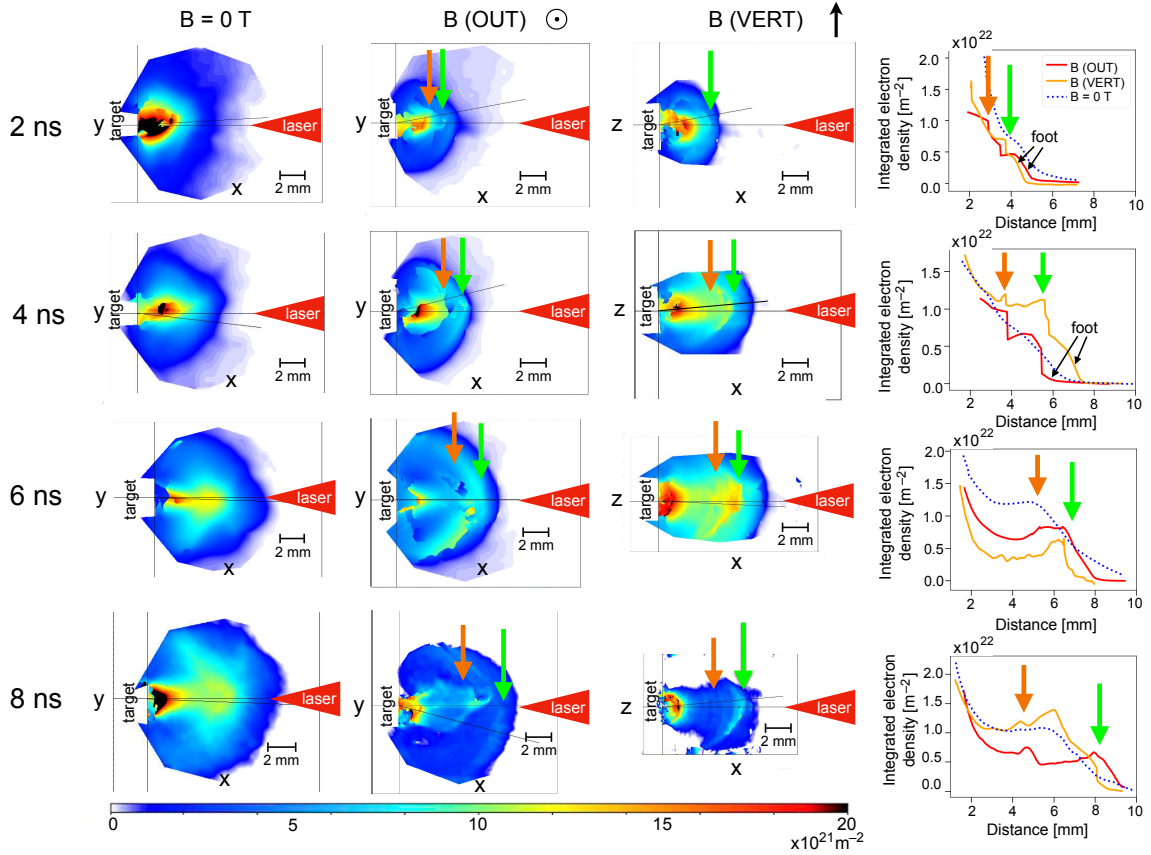 B = 0 T
B (OUT)
B (VERT)
2 ns
y
target
laser
2 mm
x
y
target
laser
2 mm
x
z
target
laser
2 mm
x
x10²²
Integrated electron
density [m⁻²]
2.0
1.5
1.0
0.5
0.0
B (OUT)
B (VERT)
B = 0 T
foot
2 4 6 8 10
Distance [mm]
4 ns
y
target
laser
2 mm
x
y
target
laser
2 mm
x
z
target
laser
2 mm
x
x10²²
Integrated electron
density [m⁻²]
1.5
1.0
0.5
0.0
foot
2 4 6 8 10
Distance [mm]
6 ns
y
target
laser
2 mm
x
y
target
laser
2 mm
x
z
target
laser
2 mm
x
x10²²
Integrated electron
density [m⁻²]
2.0
1.5
1.0
0.5
0.0
2 4 6 8 10
Distance [mm]
8 ns
y
target
laser
2 mm
x
y
target
laser
2 mm
x
z
target
laser
2 mm
x
x10²²
Integrated electron
density [m⁻²]
2.0
1.5
1.0
0.5
0.0
2 4 6 8 10
Distance [mm]
0 5 10 15 20
x10²¹m⁻²